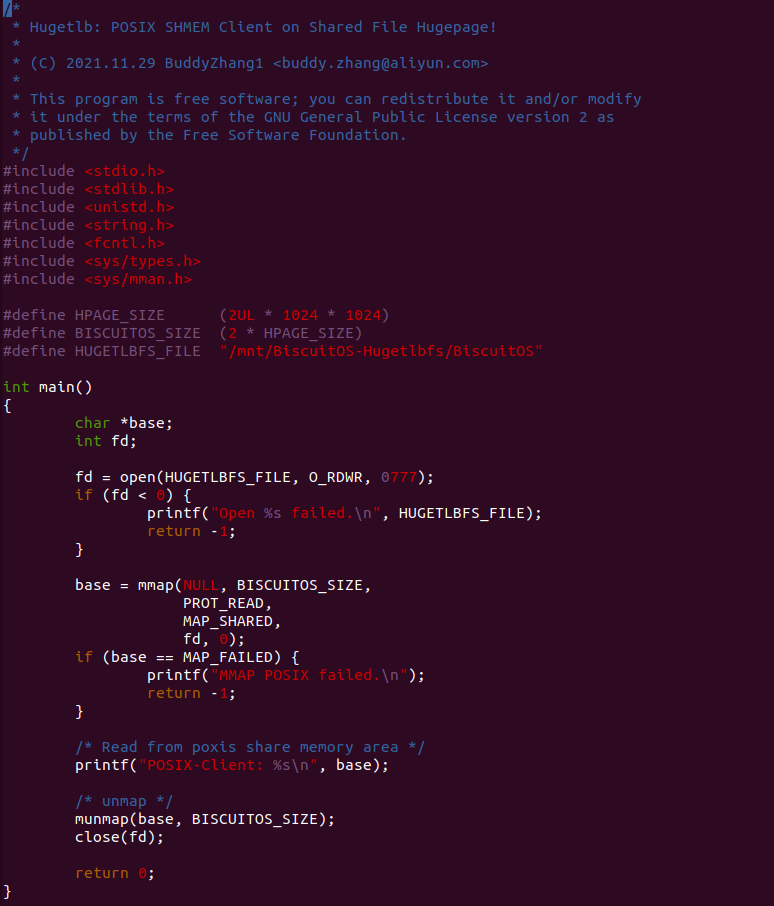 /*
 * Hugetlb: POSIX SHMEM Client on Shared File Hugepage!
 *
 * (C) 2021.11.29 BuddyZhang1 <buddy.zhang@aliyun.com>
 *
 * This program is free software; you can redistribute it and/or modify
 * it under the terms of the GNU General Public License version 2 as
 * published by the Free Software Foundation.
 */
#include <stdio.h>
#include <stdlib.h>
#include <unistd.h>
#include <string.h>
#include <fcntl.h>
#include <sys/types.h>
#include <sys/mman.h>

#define HPAGE_SIZE      (2UL * 1024 * 1024)
#define BISCUITOS_SIZE  (2 * HPAGE_SIZE)
#define HUGETLBFS_FILE  "/mnt/BiscuitOS-Hugetlbfs/BiscuitOS"

int main()
{
        char *base;
        int fd;

        fd = open(HUGETLBFS_FILE, O_RDWR, 0777);
        if (fd < 0) {
                printf("Open %s failed.\n", HUGETLBFS_FILE);
                return -1;
        }

        base = mmap(NULL, BISCUITOS_SIZE,
                    PROT_READ,
                    MAP_SHARED,
                    fd, 0);
        if (base == MAP_FAILED) {
                printf("MMAP POSIX failed.\n");
                return -1;
        }

        /* Read from poxis share memory area */
        printf("POSIX-Client: %s\n", base);

        /* unmap */
        munmap(base, BISCUITOS_SIZE);
        close(fd);

        return 0;
}